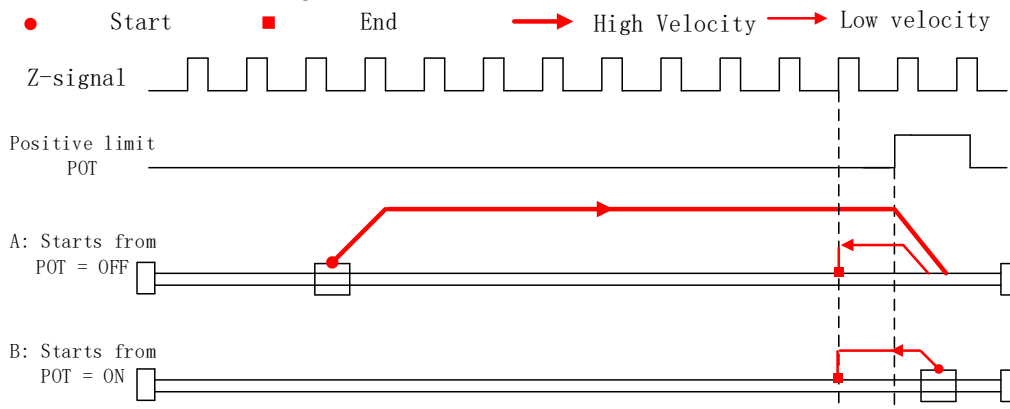 Start End High Velocity Low velocity
Z-signal
Positive limit
POT
A: Starts from
POT = OFF
B: Starts from
POT = ON